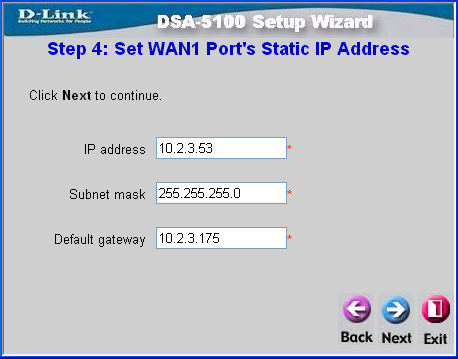 D-Link
Building Networks for People
DSA-5100 Setup Wizard
Step 4: Set WAN1 Port's Static IP Address
Click Next to continue.
IP address 10.2.3.53 *
Subnet mask 255.255.255.0 *
Default gateway 10.2.3.175 *
Back Next Exit